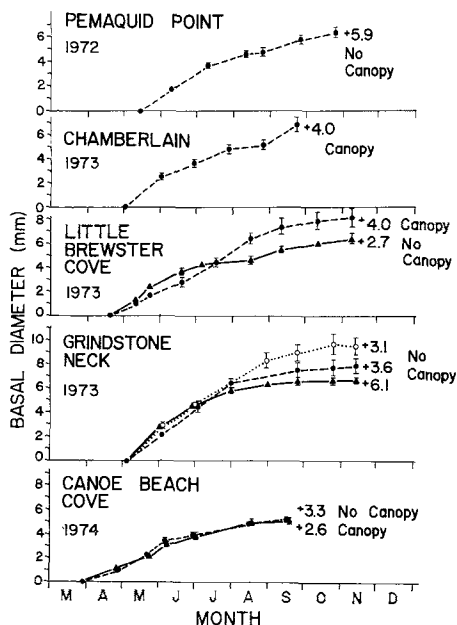 PEMAQUID POINT
1972
6
4
2
0
+5.9
No
Canopy
CHAMBERLAIN
1973
6
4
2
0
+4.0
Canopy
LITTLE
BREWSTER
COVE
1973
8
6
4
2
0
+4.0 Canopy
+2.7 No
Canopy
GRINDSTONE
NECK
1973
10
8
6
4
2
0
+3.1
+3.6
+6.1
No
Canopy
CANOE BEACH
COVE
1974
6
4
2
0
+3.3 No Canopy
+2.6 Canopy
BASAL DIAMETER (mm)
M A M J J A S O N D
MONTH